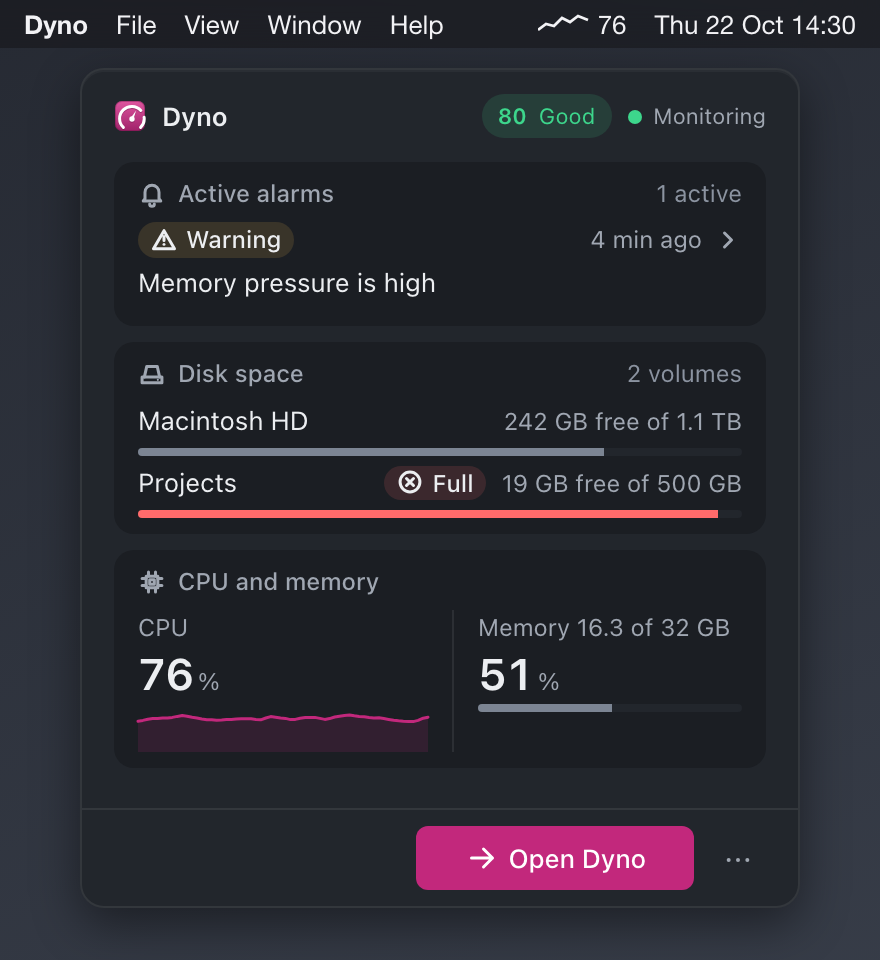 Dyno File View Window Help 76 Thu 22 Oct 14:30
Dyno 80 Good Monitoring
Active alarms 1 active
Warning 4 min ago
Memory pressure is high
Disk space 2 volumes
Macintosh HD 242 GB free of 1.1 TB
Projects Full 19 GB free of 500 GB
CPU and memory
CPU Memory 16.3 of 32 GB
76 % 51 %
Open Dyno ...